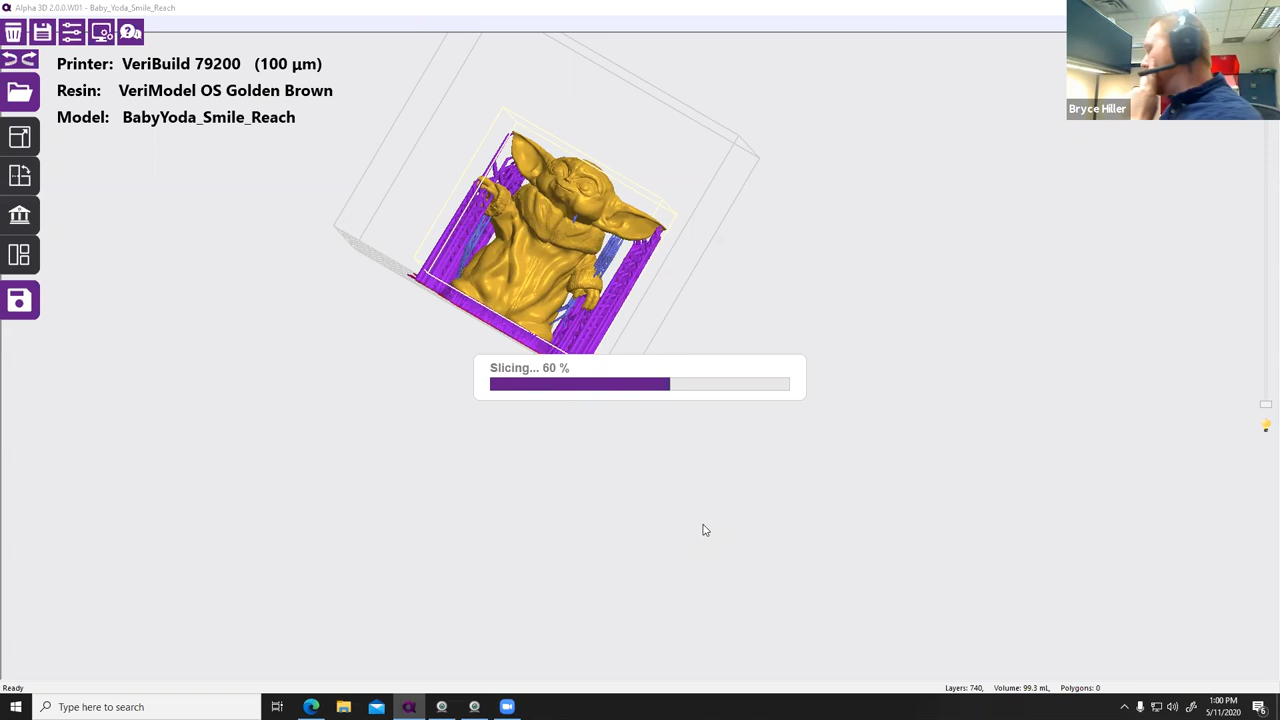 Alpha 3D 2.0.0.W01 - Baby_Yoda_Smile_Reach
Printer: VeriBuild 79200 (100 µm)
Resin: VeriModel OS Golden Brown
Model: BabyYoda_Smile_Reach
Bryce Hiller
Slicing... 60 %
Ready
Layers: 740, Volume: 99.3 mL, Polygons: 0
Type here to search
1:00 PM
5/11/2020
6